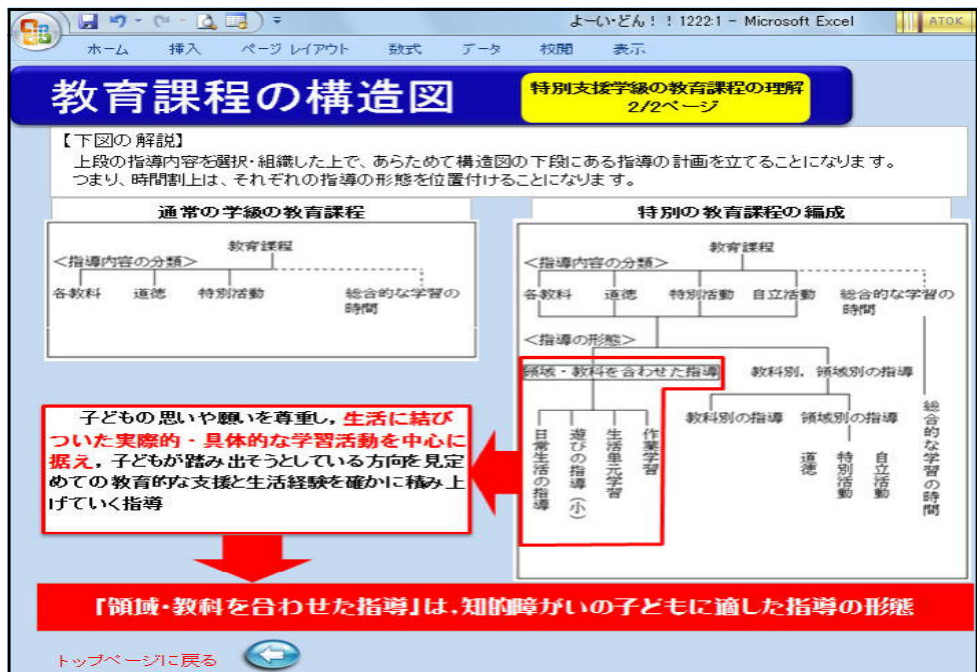 よーい・どん！！1222:1 - Microsoft Excel
ATOK
ホーム 挿入 ページ レイアウト 数式 データ 校閲 表示
教育課程の構造図
特別支援学級の教育課程の理解
2/2ページ
【下図の解説】
上段の指導内容を選択・組織した上で、あらためて構造図の下段にある指導の計画を立てることになります。
つまり、時間割上は、それぞれの指導の形態を位置付けることになります。
通常の学級の教育課程
教育課程
＜指導内容の分類＞
各教科 道徳 特別活動 総合的な学習の
時間
特別の教育課程の編成
教育課程
＜指導内容の分類＞
各教科 道徳 特別活動 自立活動 総合的な学習の
時間
＜指導の形態＞
領域・教科を合わせた指導 教科別，領域別の指導
教科別の指導 領域別の指導
日常生活の指導
遊びの指導（小）
生活単元学習
作業学習
道徳
特別活動
自立活動
総合的な学習の時間
子どもの思いや願いを尊重し，生活に結び
ついた実際的・具体的な学習活動を中心に
据え，子どもが踏み出そうとしている方向を見定
めての教育的な支援と生活経験を確かに積み上
げていく指導
「領域・教科を合わせた指導」は，知的障がいの子どもに適した指導の形態
トップページに戻る